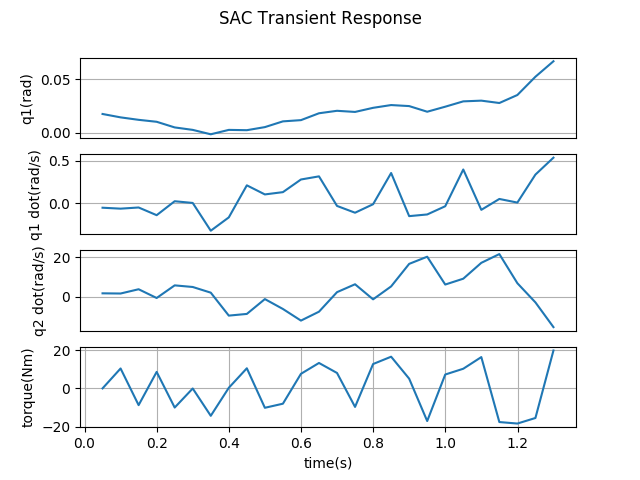 SAC Transient Response
q1(rad)
0.05
0.00
q1 dot(rad/s)
0.5
0.0
q2 dot(rad/s)
20
0
torque(Nm)
20
0
−20
0.0 0.2 0.4 0.6 0.8 1.0 1.2
time(s)